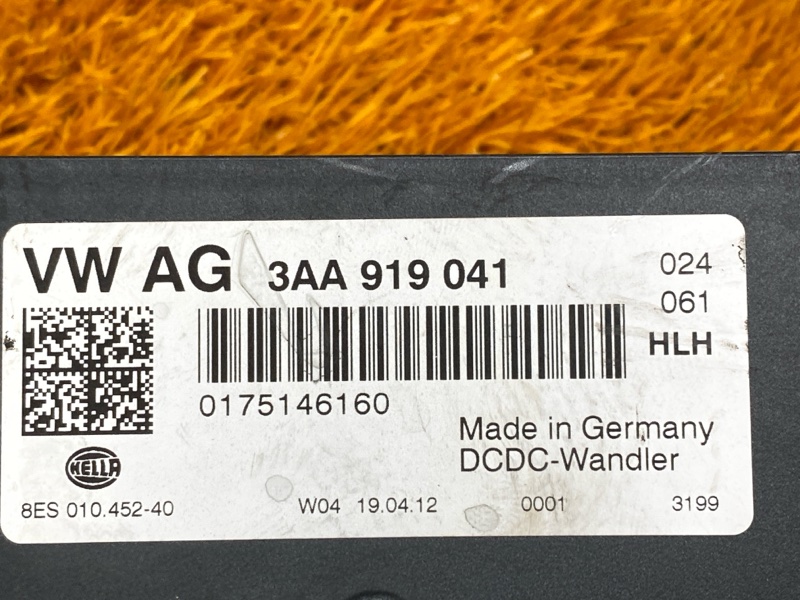 VW AG 3AA 919 041 024
061
HLH
0175146160
Made in Germany
DCDC-Wandler
HELLA
8ES 010.452-40 W04 19.04.12 0001 3199